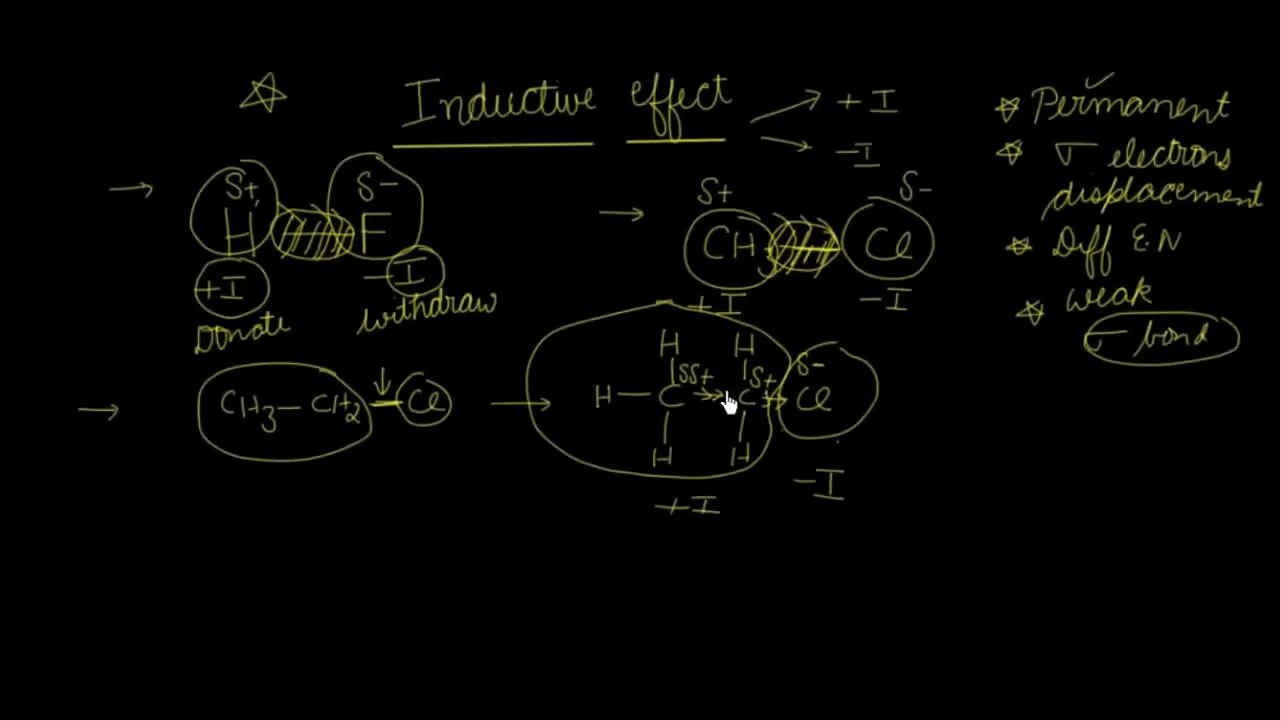 Inductive effect
+I
-I
δ+ δ-
H F
+I -I
Donate withdraw
δ+ δ-
CH3 Cl
+I -I
CH3—CH2—Cl
H H
δδ+ δ+ δ-
H—C C Cl
H H
+I -I
Permanent
σ electrons
displacement
Diff E.N
weak
σ bond